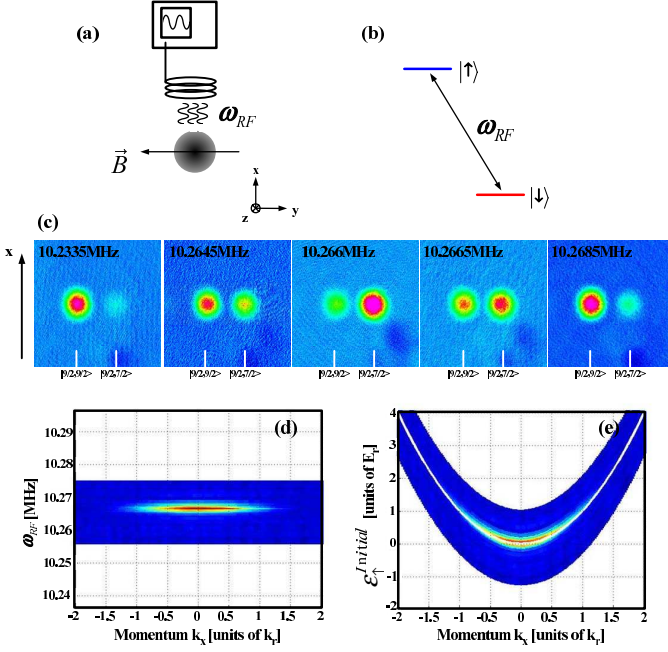 (a)
ω_RF
B⃗
x
z
y
(b)
|↑⟩
ω_RF
|↓⟩
(c)
x
10.2335MHz
10.2645MHz
10.266MHz
10.2665MHz
10.2685MHz
|9/2,9/2> |9/2,7/2>
|9/2,9/2> |9/2,7/2>
|9/2,9/2> |9/2,7/2>
|9/2,9/2> |9/2,7/2>
|9/2,9/2> |9/2,7/2>
(d)
10.29
10.28
10.27
10.26
10.25
10.24
ω_RF [MHz]
-2 -1.5 -1 -0.5 0 0.5 1 1.5 2
Momentum k_x [units of k_r]
(e)
4
3
2
1
0
-1
ε_↑^Initial [units of E_r]
-2 -1.5 -1 -0.5 0 0.5 1 1.5 2
Momentum k_x [units of k_r]